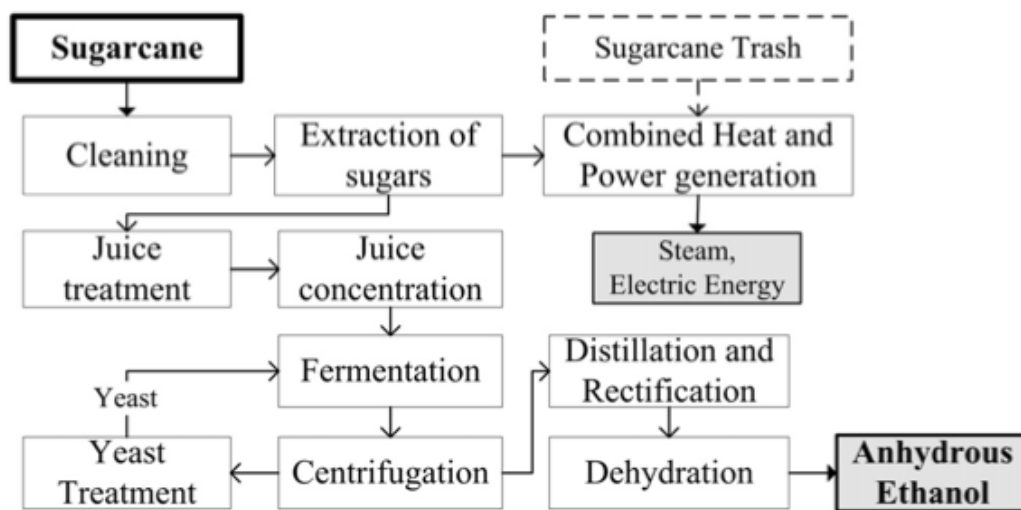 Sugarcane
Sugarcane Trash
Cleaning
Extraction of
sugars
Combined Heat and
Power generation
Juice
treatment
Juice
concentration
Steam,
Electric Energy
Fermentation
Distillation and
Rectification
Yeast
Yeast
Treatment
Centrifugation
Dehydration
Anhydrous
Ethanol